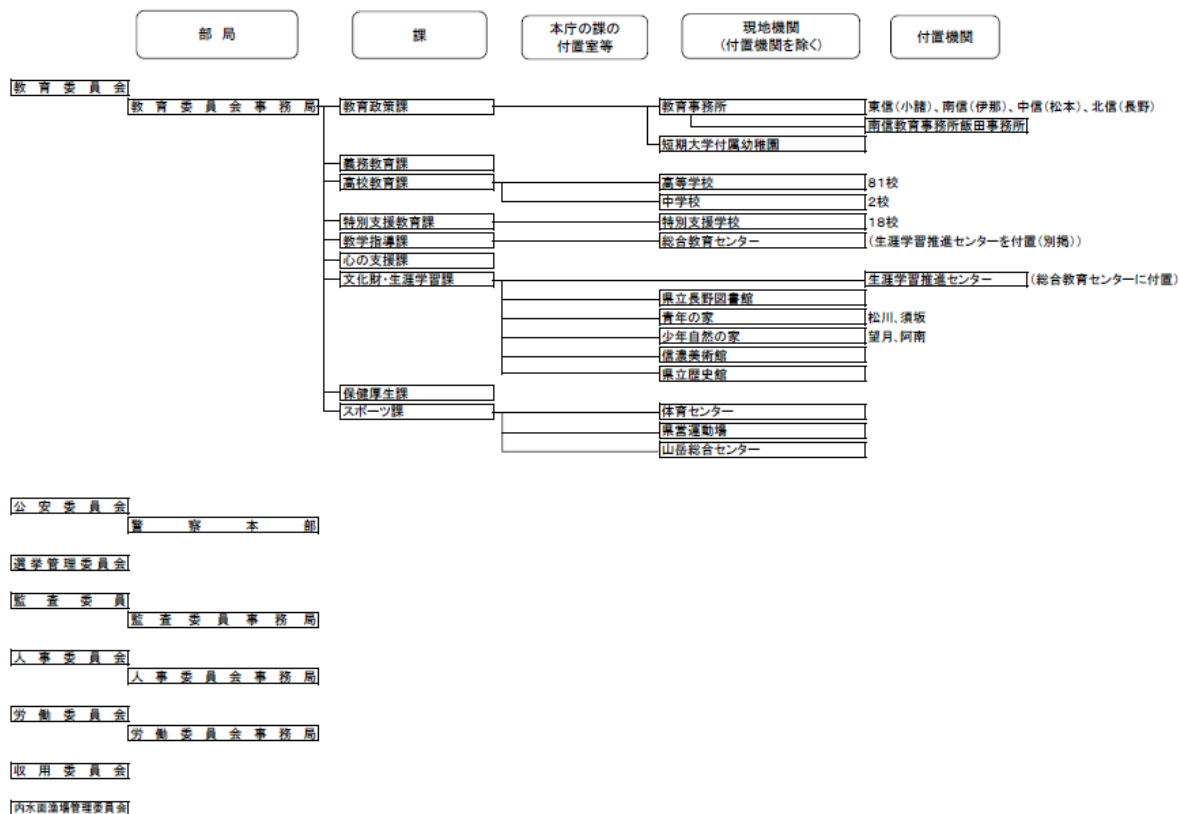 部 局
課
本庁の課の
付置室等
現地機関
(付置機関を除く)
付置機関
教育委員会
教育委員会事務局
教育政策課
教育事務所
東信(小諸)、南信(伊那)、中信(松本)、北信(長野)
南信教育事務所飯田事務所
短期大学付属幼稚園
義務教育課
高校教育課
高等学校
81校
中学校
2校
特別支援教育課
特別支援学校
18校
教学指導課
総合教育センター
(生涯学習推進センターを付置(別掲))
心の支援課
文化財・生涯学習課
生涯学習推進センター
(総合教育センターに付置)
県立長野図書館
青年の家
松川、須坂
少年自然の家
望月、阿南
信濃美術館
県立歴史館
保健厚生課
スポーツ課
体育センター
県営運動場
山岳総合センター
公安委員会
警察本部
選挙管理委員会
監査委員
監査委員事務局
人事委員会
人事委員会事務局
労働委員会
労働委員会事務局
収用委員会
内水面漁場管理委員会